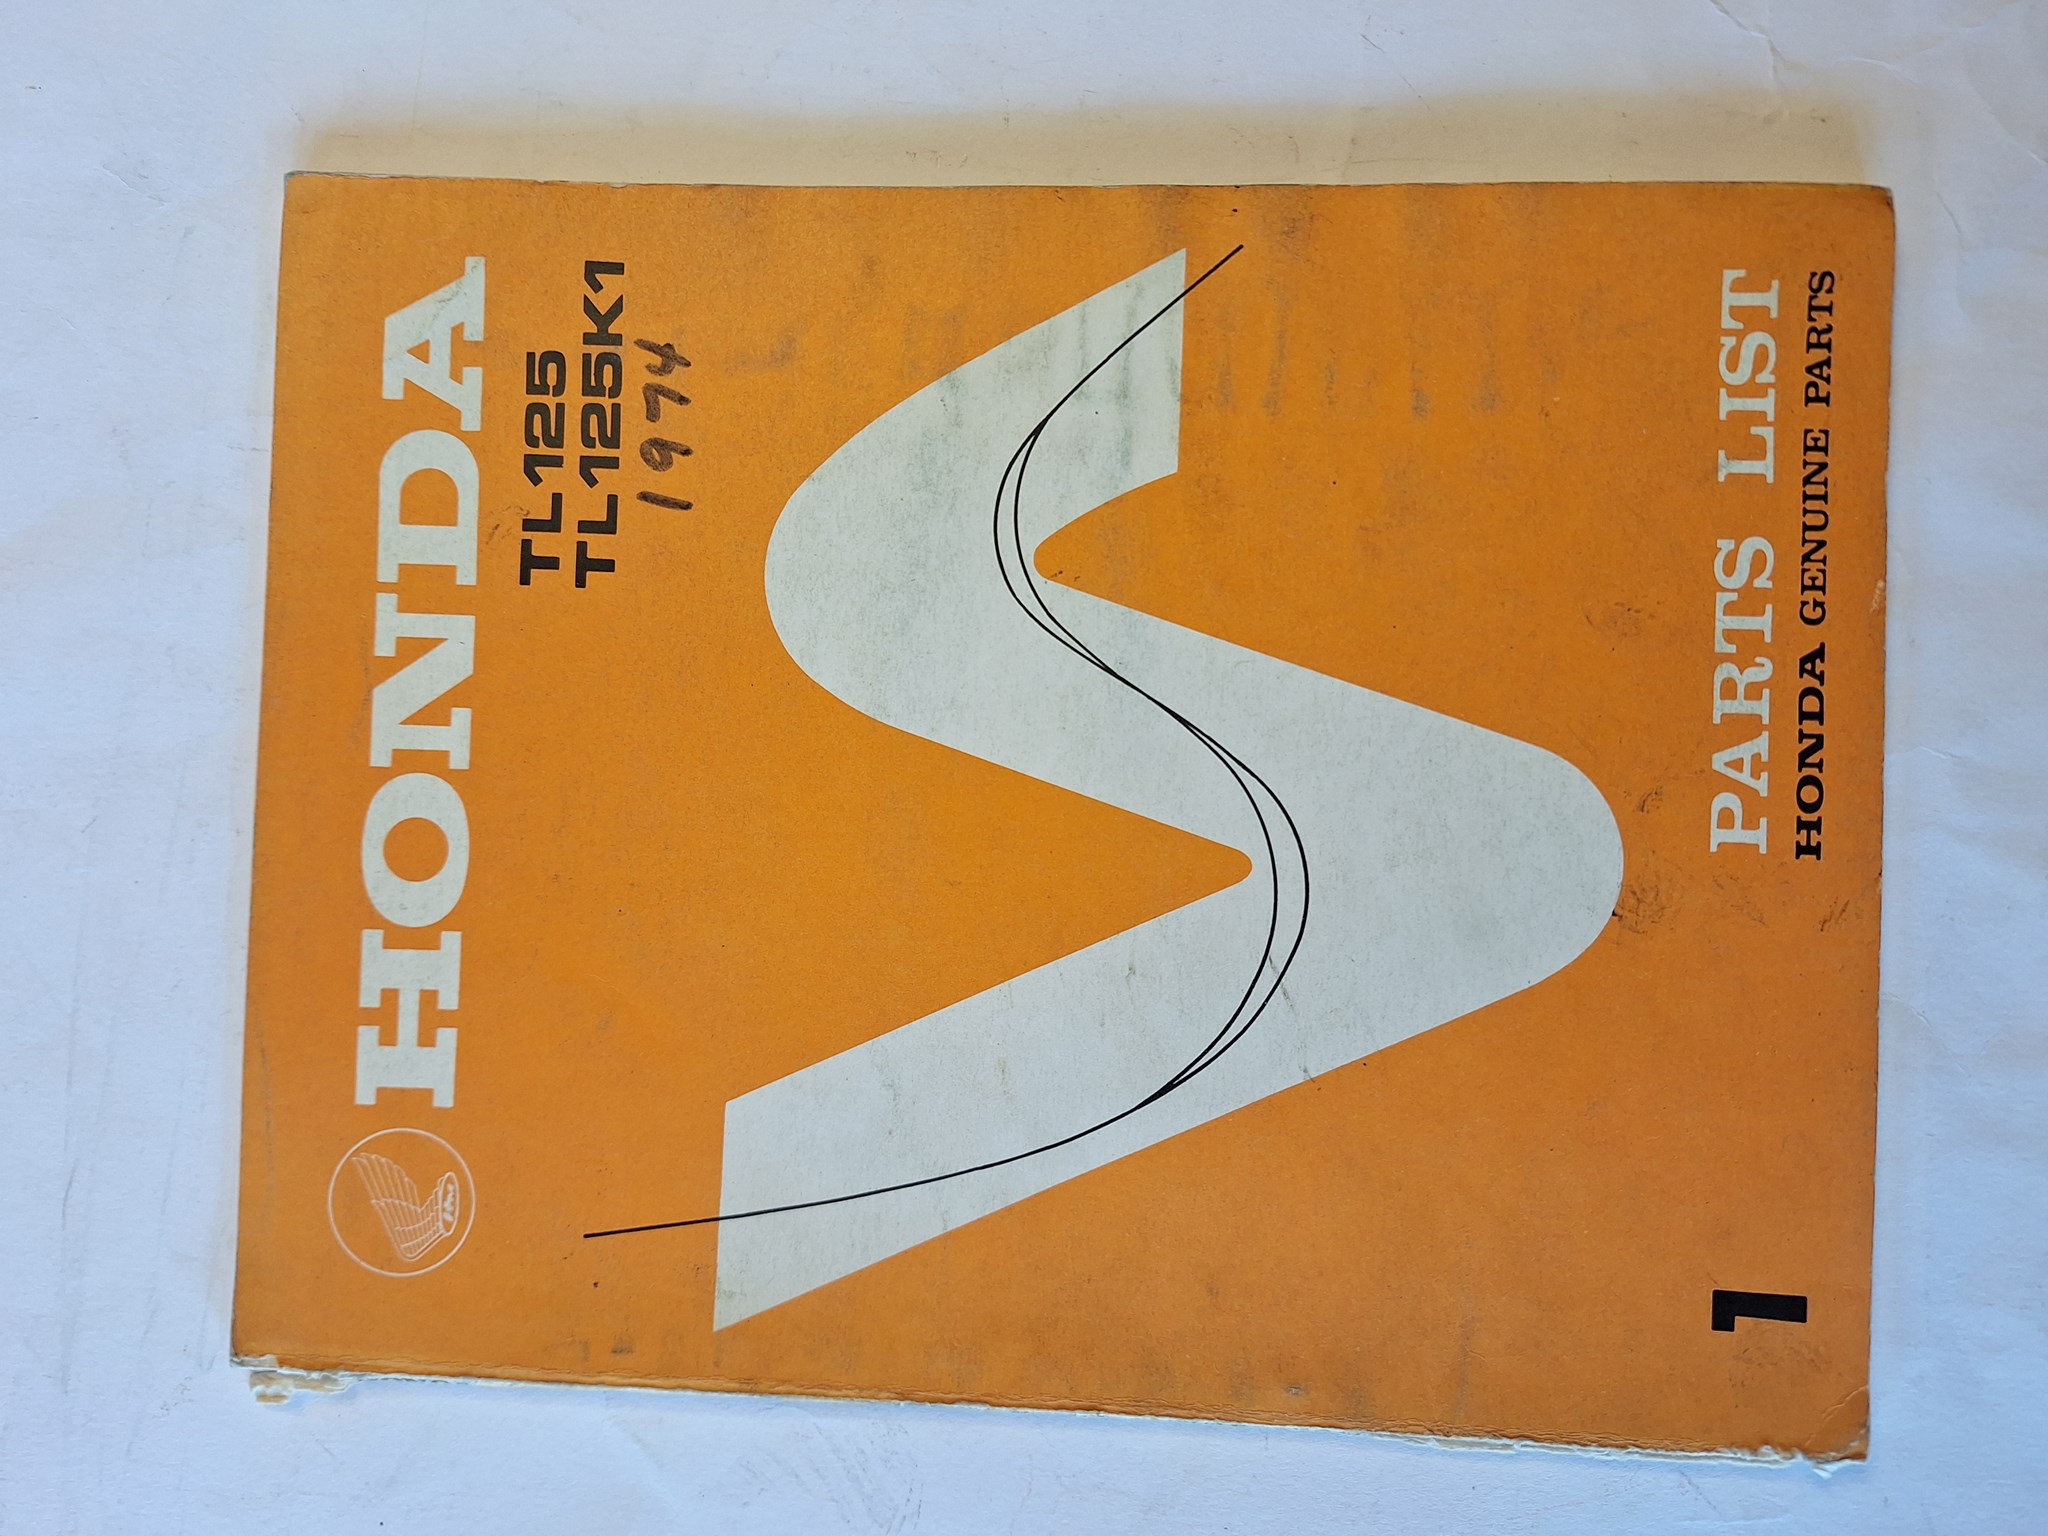 HONDA
TL125
TL125K1
1974
PARTS LIST
HONDA GENUINE PARTS
1